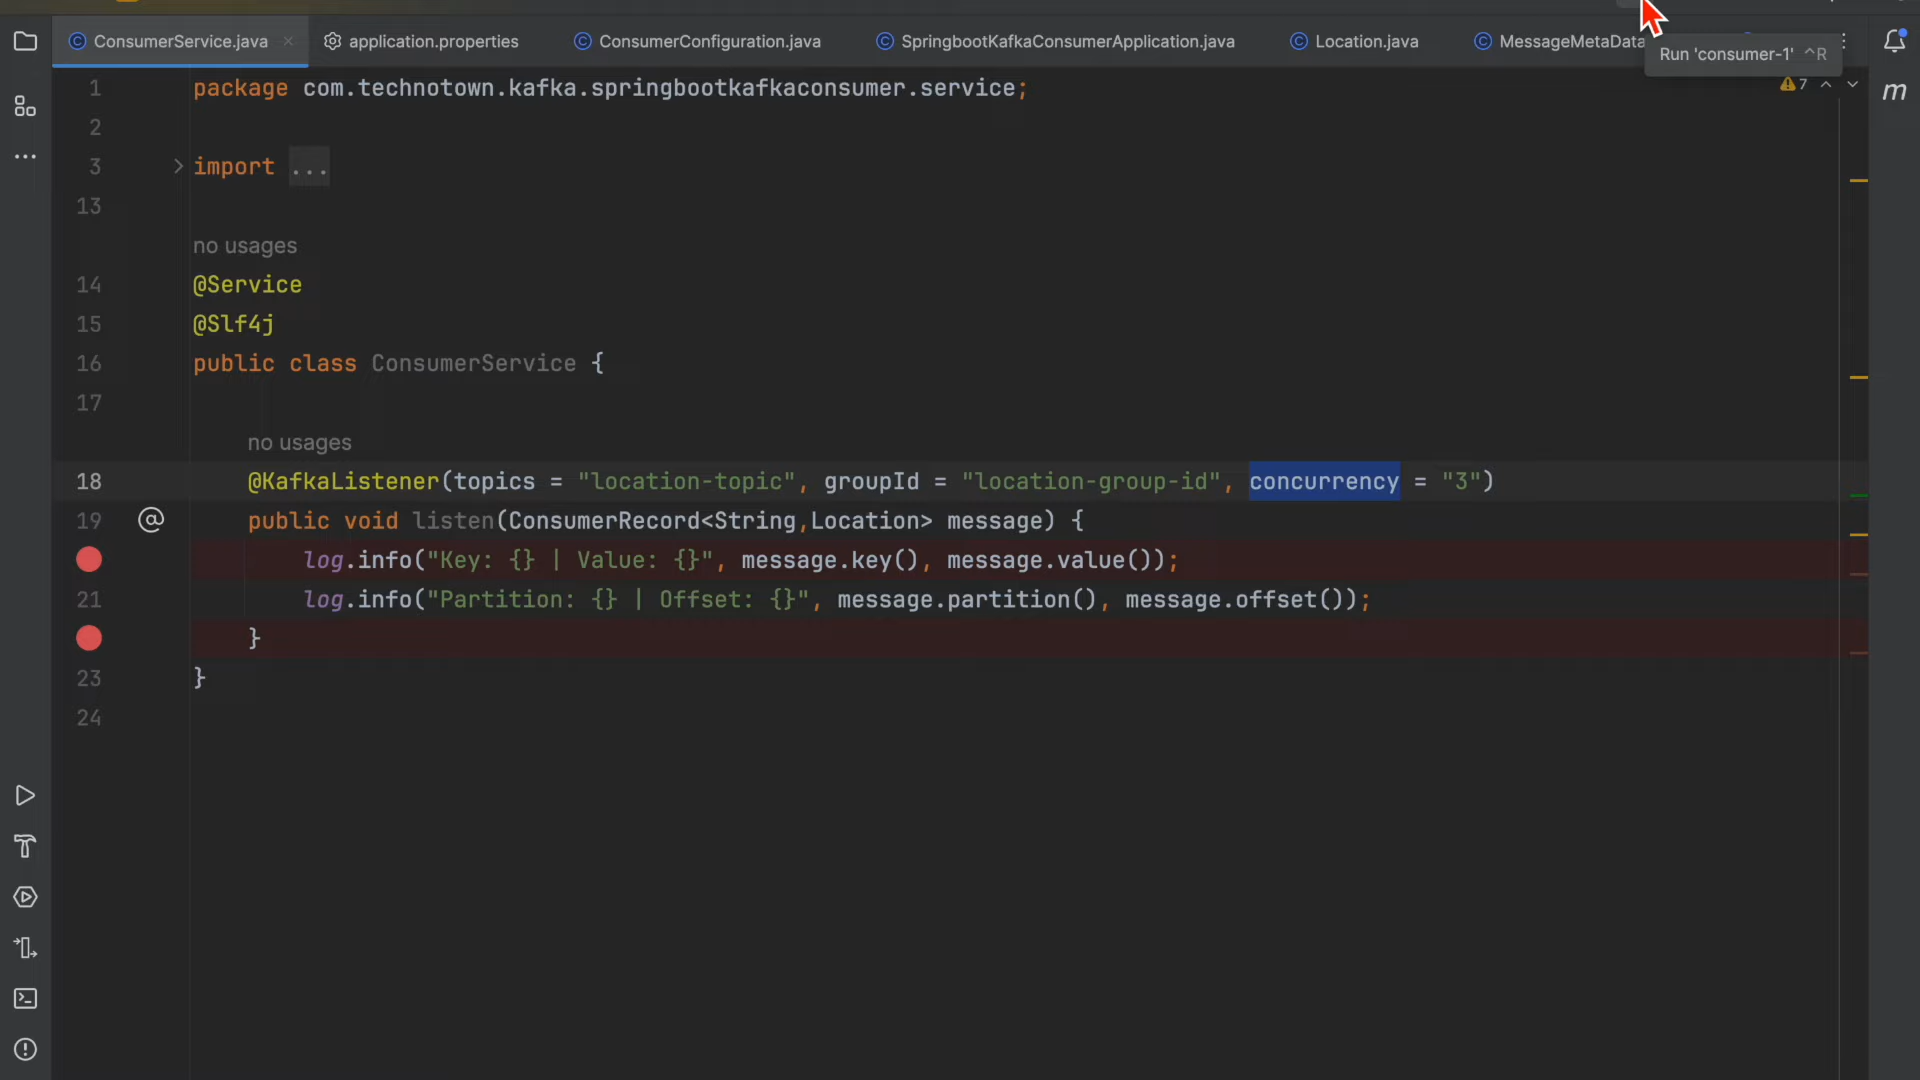 ConsumerService.java
application.properties
ConsumerConfiguration.java
SpringbootKafkaConsumerApplication.java
Location.java
MessageMetaData
Run 'consumer-1' ^R
7
m
1 package com.technotown.kafka.springbootkafkaconsumer.service;
2
3 import ...
13
no usages
14 @Service
15 @Slf4j
16 public class ConsumerService {
17
no usages
18 @KafkaListener(topics = "location-topic", groupId = "location-group-id", concurrency = "3")
19 @ public void listen(ConsumerRecord<String,Location> message) {
log.info("Key: {} | Value: {}", message.key(), message.value());
21 log.info("Partition: {} | Offset: {}", message.partition(), message.offset());
}
23 }
24